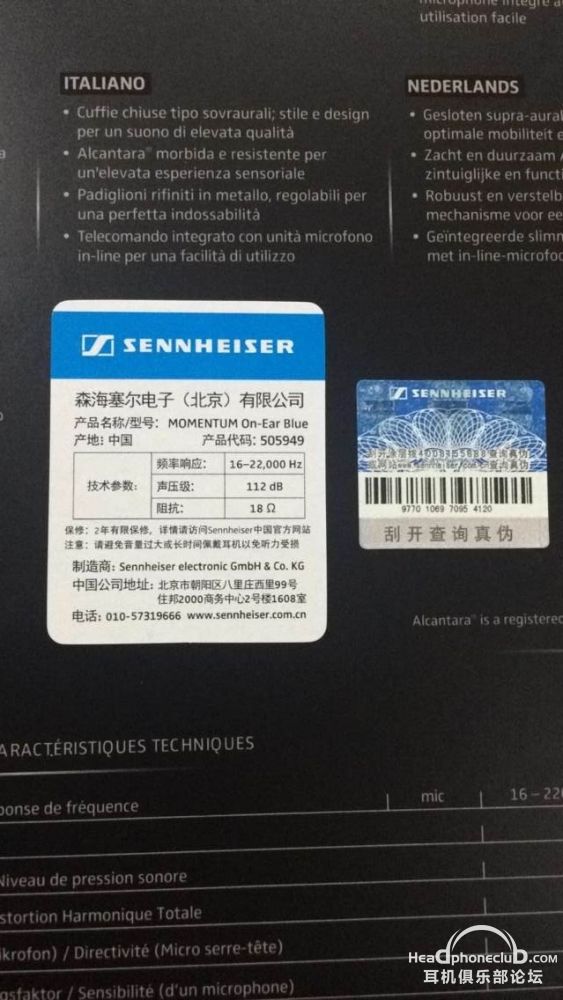 utilisation facile
ITALIANO
• Cuffie chiuse tipo sovraurali; stile e design
per un suono di elevata qualità
• Alcantara® morbida e resistente per
un'elevata esperienza sensoriale
• Padiglioni rifiniti in metallo, regolabili per
una perfetta indossabilità
• Telecomando integrato con unità microfono
in-line per una facilità di utilizzo
NEDERLANDS
• Gesloten supra-aural
optimale mobiliteit e
• Zacht en duurzaam A
zintuiglijke en functi
• Robuust en verstelb
mechanisme voor ee
• Geïntegreerde slimm
met in-line-microfo
SENNHEISER
森海塞尔电子（北京）有限公司
产品名称/型号： MOMENTUM On-Ear Blue
产地: 中国 产品代码: 505949
技术参数:
频率响应: 16–22,000 Hz
声压级: 112 dB
阻抗: 18 Ω
保修：2年有限保修，详情请访问Sennheiser中国官方网站
注意：请避免音量过大或长时间佩戴耳机以免听力受损
制造商: Sennheiser electronic GmbH & Co. KG
中国公司地址: 北京市朝阳区八里庄西里99号
住邦2000商务中心2号楼1608室
电话: 010-57319666 www.sennheiser.com.cn
SENNHEISER
9770 1069 7095 4120
刮开查询真伪
Alcantara® is a registered
ARACTÉRISTIQUES TECHNIQUES
ponse de fréquence mic 16 – 220
Niveau de pression sonore
stortion Harmonique Totale
ikrofon) / Directivité (Micro serre-tête)
gsfaktor / Sensibilité (d'un microphone)
Headphoneclub.com
耳机俱乐部论坛